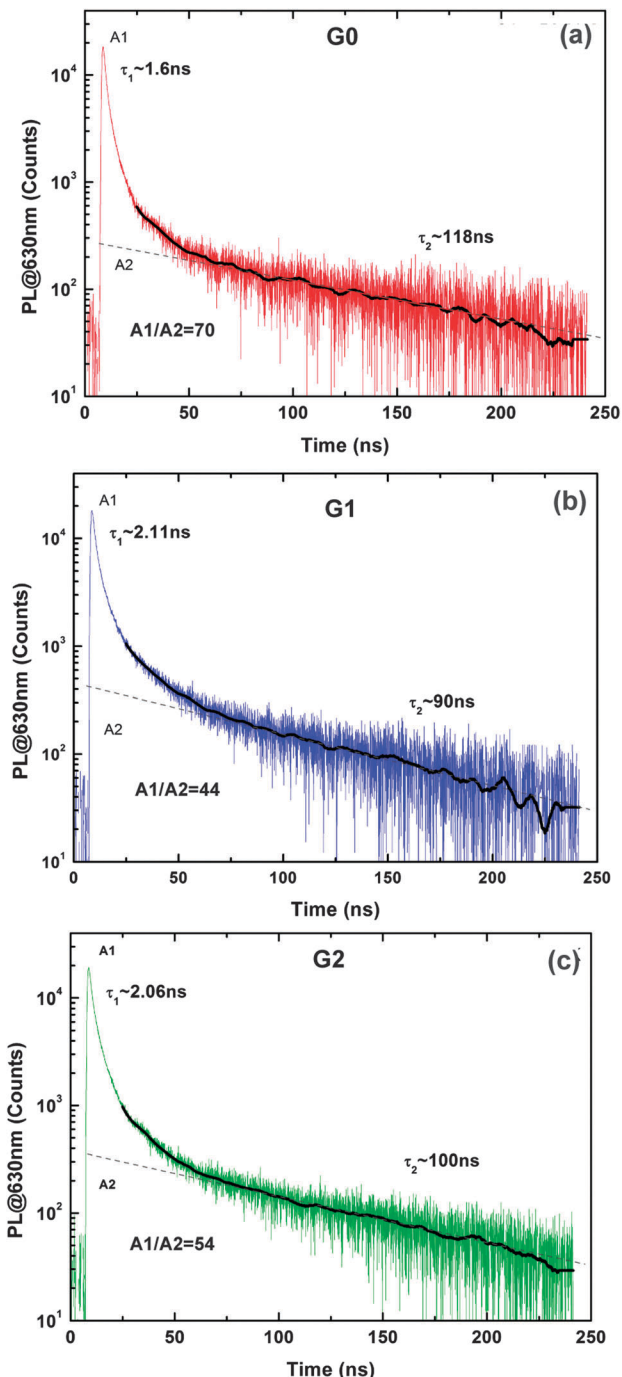 G0
(a)
A1
τ1~1.6ns
τ2~118ns
A2
A1/A2=70
PL@630nm (Counts)
10^4
10^3
10^2
10^1
0 50 100 150 200 250
Time (ns)
G1
(b)
A1
τ1~2.11ns
τ2~90ns
A2
A1/A2=44
PL@630nm (Counts)
10^4
10^3
10^2
10^1
0 50 100 150 200 250
Time (ns)
G2
(c)
A1
τ1~2.06ns
τ2~100ns
A2
A1/A2=54
PL@630nm (Counts)
10^4
10^3
10^2
10^1
0 50 100 150 200 250
Time (ns)